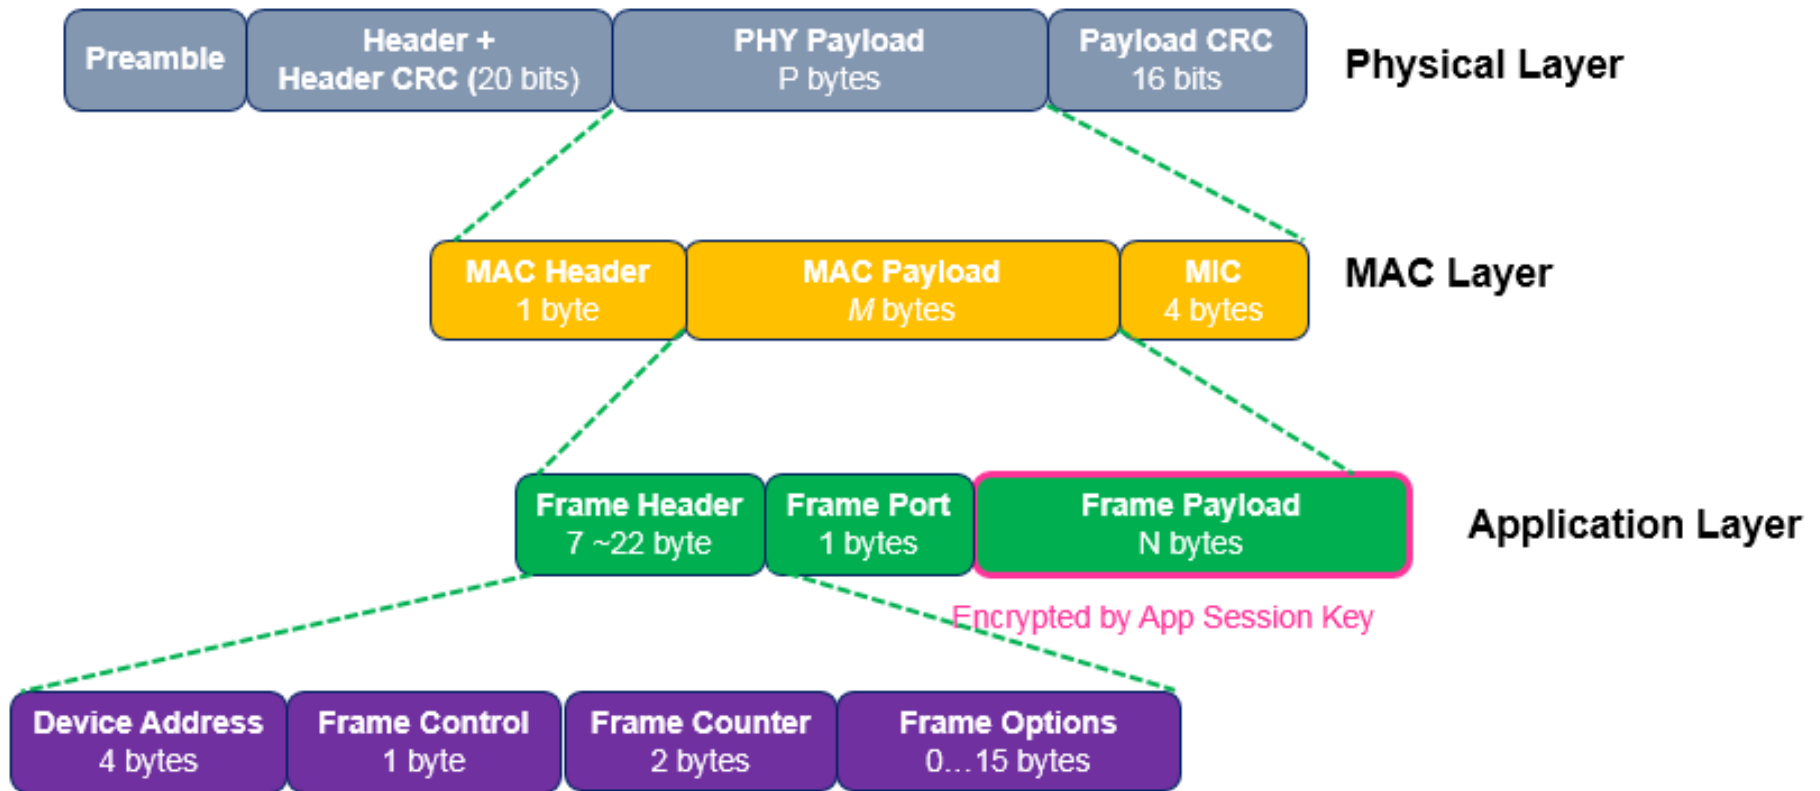 Preamble
Header +
Header CRC (20 bits)
PHY Payload
P bytes
Payload CRC
16 bits
Physical Layer
MAC Header
1 byte
MAC Payload
M bytes
MIC
4 bytes
MAC Layer
Frame Header
7 ~22 byte
Frame Port
1 bytes
Frame Payload
N bytes
Application Layer
Encrypted by App Session Key
Device Address
4 bytes
Frame Control
1 byte
Frame Counter
2 bytes
Frame Options
0...15 bytes